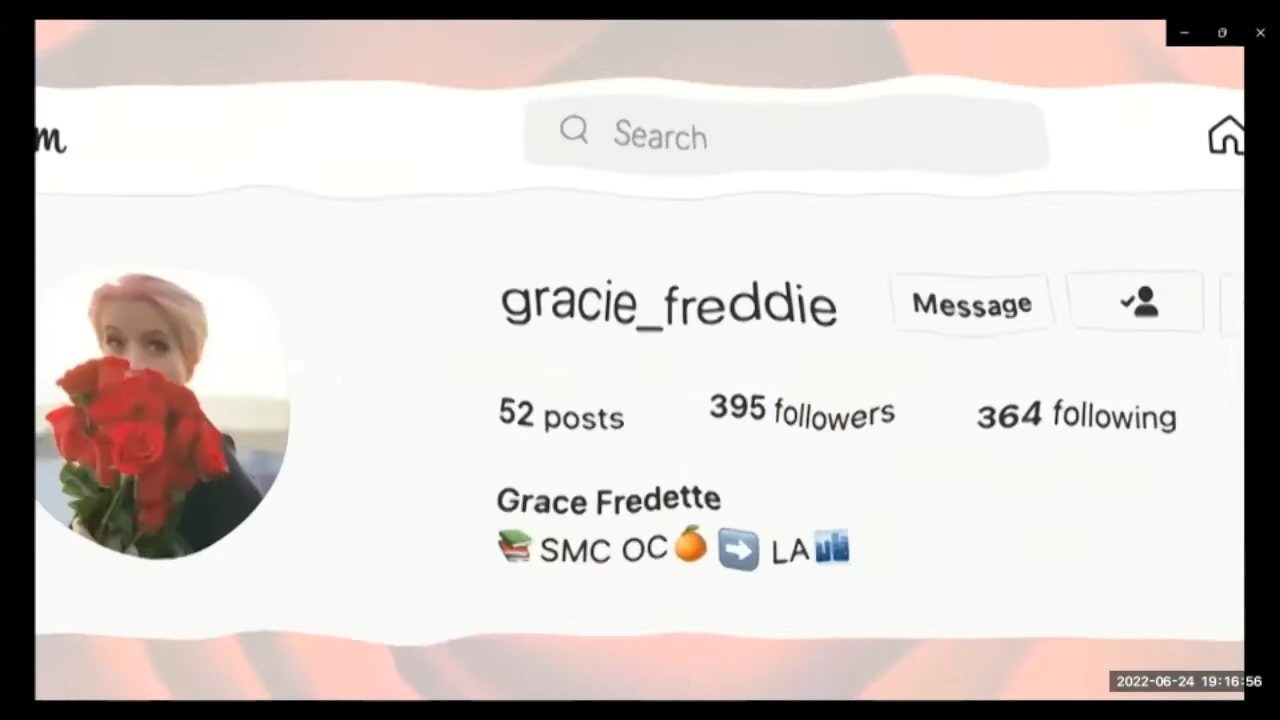 m
Search
gracie_freddie Message
52 posts 395 followers 364 following
Grace Fredette
📚 SMC OC🍊 ➡️ LA🏙️
2022-06-24 19:16:56